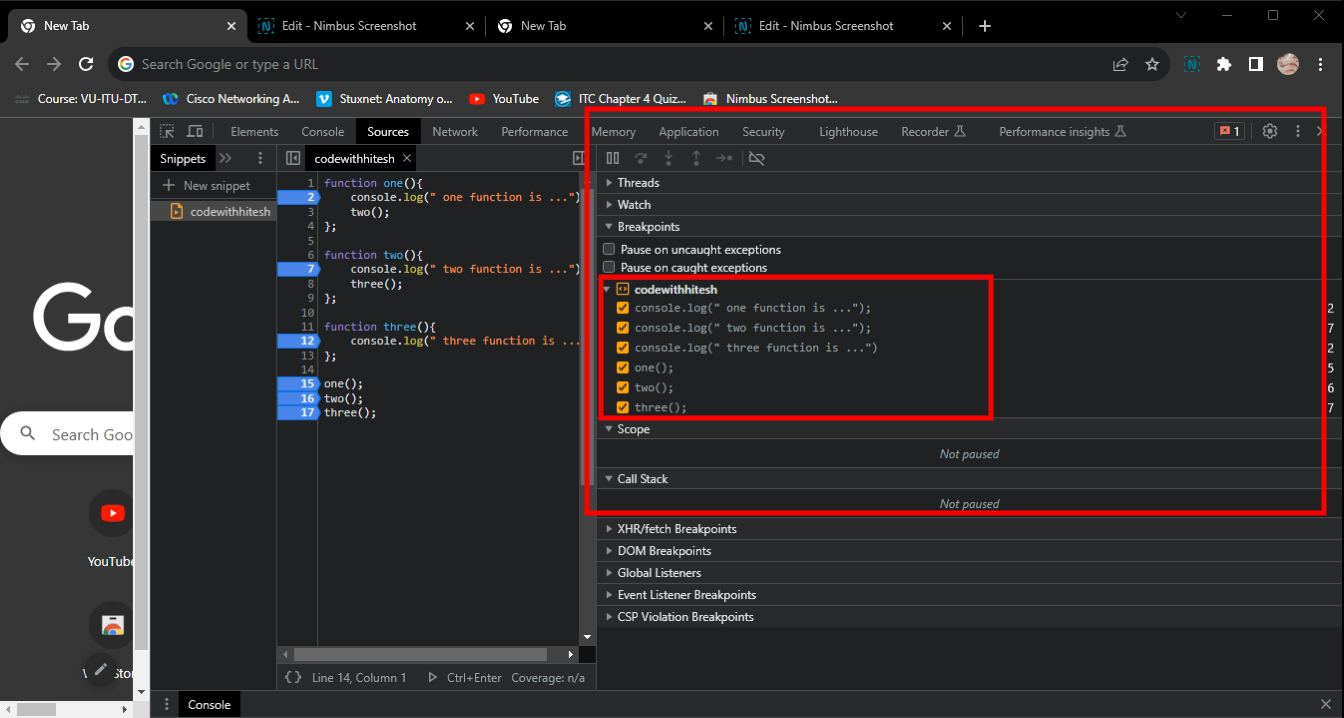 New Tab
Edit - Nimbus Screenshot
New Tab
Edit - Nimbus Screenshot
Search Google or type a URL
Course: VU-ITU-DT...
Cisco Networking A...
Stuxnet: Anatomy o...
YouTube
ITC Chapter 4 Quiz...
Nimbus Screenshot...
Elements
Console
Sources
Network
Performance
Memory
Application
Security
Lighthouse
Recorder
Performance insights
1
Snippets
codewithhitesh
New snippet
codewithhitesh
1 function one(){
2 console.log(" one function is ...")
3 two();
4 };
5
6 function two(){
7 console.log(" two function is ...")
8 three();
9 };
10
11 function three(){
12 console.log(" three function is ...
13 };
14
15 one();
16 two();
17 three();
Threads
Watch
Breakpoints
Pause on uncaught exceptions
Pause on caught exceptions
codewithhitesh
console.log(" one function is ..."); 2
console.log(" two function is ..."); 7
console.log(" three function is ...") 2
one(); 5
two(); 6
three(); 7
Scope
Not paused
Call Stack
Not paused
XHR/fetch Breakpoints
DOM Breakpoints
Global Listeners
Event Listener Breakpoints
CSP Violation Breakpoints
Go
Search Goo
YouTube
Stor
{} Line 14, Column 1
Ctrl+Enter
Coverage: n/a
Console